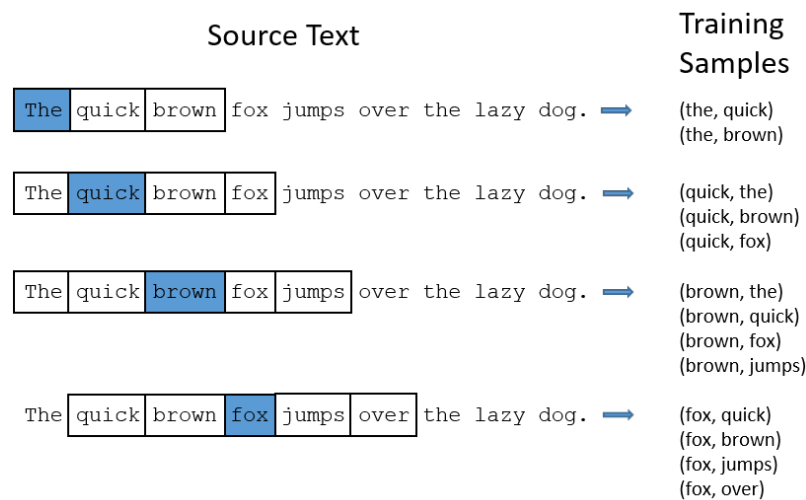 Source Text
Training
Samples
The quick brown fox jumps over the lazy dog.
(the, quick)
(the, brown)
The quick brown fox jumps over the lazy dog.
(quick, the)
(quick, brown)
(quick, fox)
The quick brown fox jumps over the lazy dog.
(brown, the)
(brown, quick)
(brown, fox)
(brown, jumps)
The quick brown fox jumps over the lazy dog.
(fox, quick)
(fox, brown)
(fox, jumps)
(fox, over)